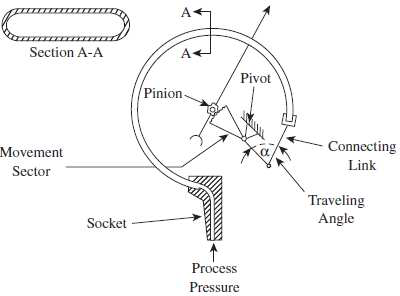 A
A
Section A-A
Pivot
Pinion
Connecting
Link
Movement
Sector
α
Traveling
Angle
Socket
Process
Pressure